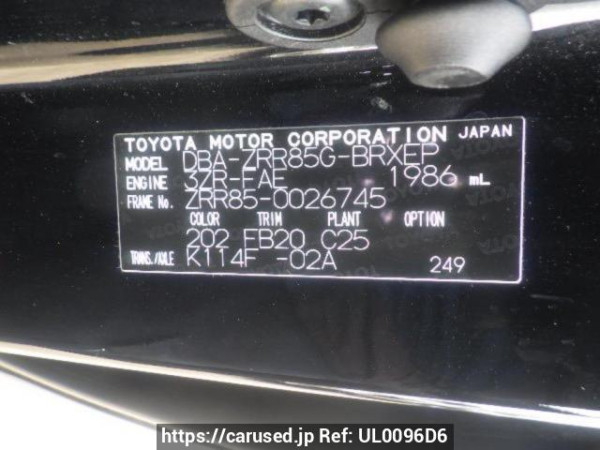 TOYOTA MOTOR CORPORATION JAPAN
MODEL DBA-ZRR85G-BRXEP
ENGINE 3ZR-FAE 1986 mL
FRAME No. ZRR85-0026745
COLOR TRIM PLANT OPTION
202 FB20 C25
TRANS./AXLE K114F -02A 249
https://carused.jp Ref: UL0096D6